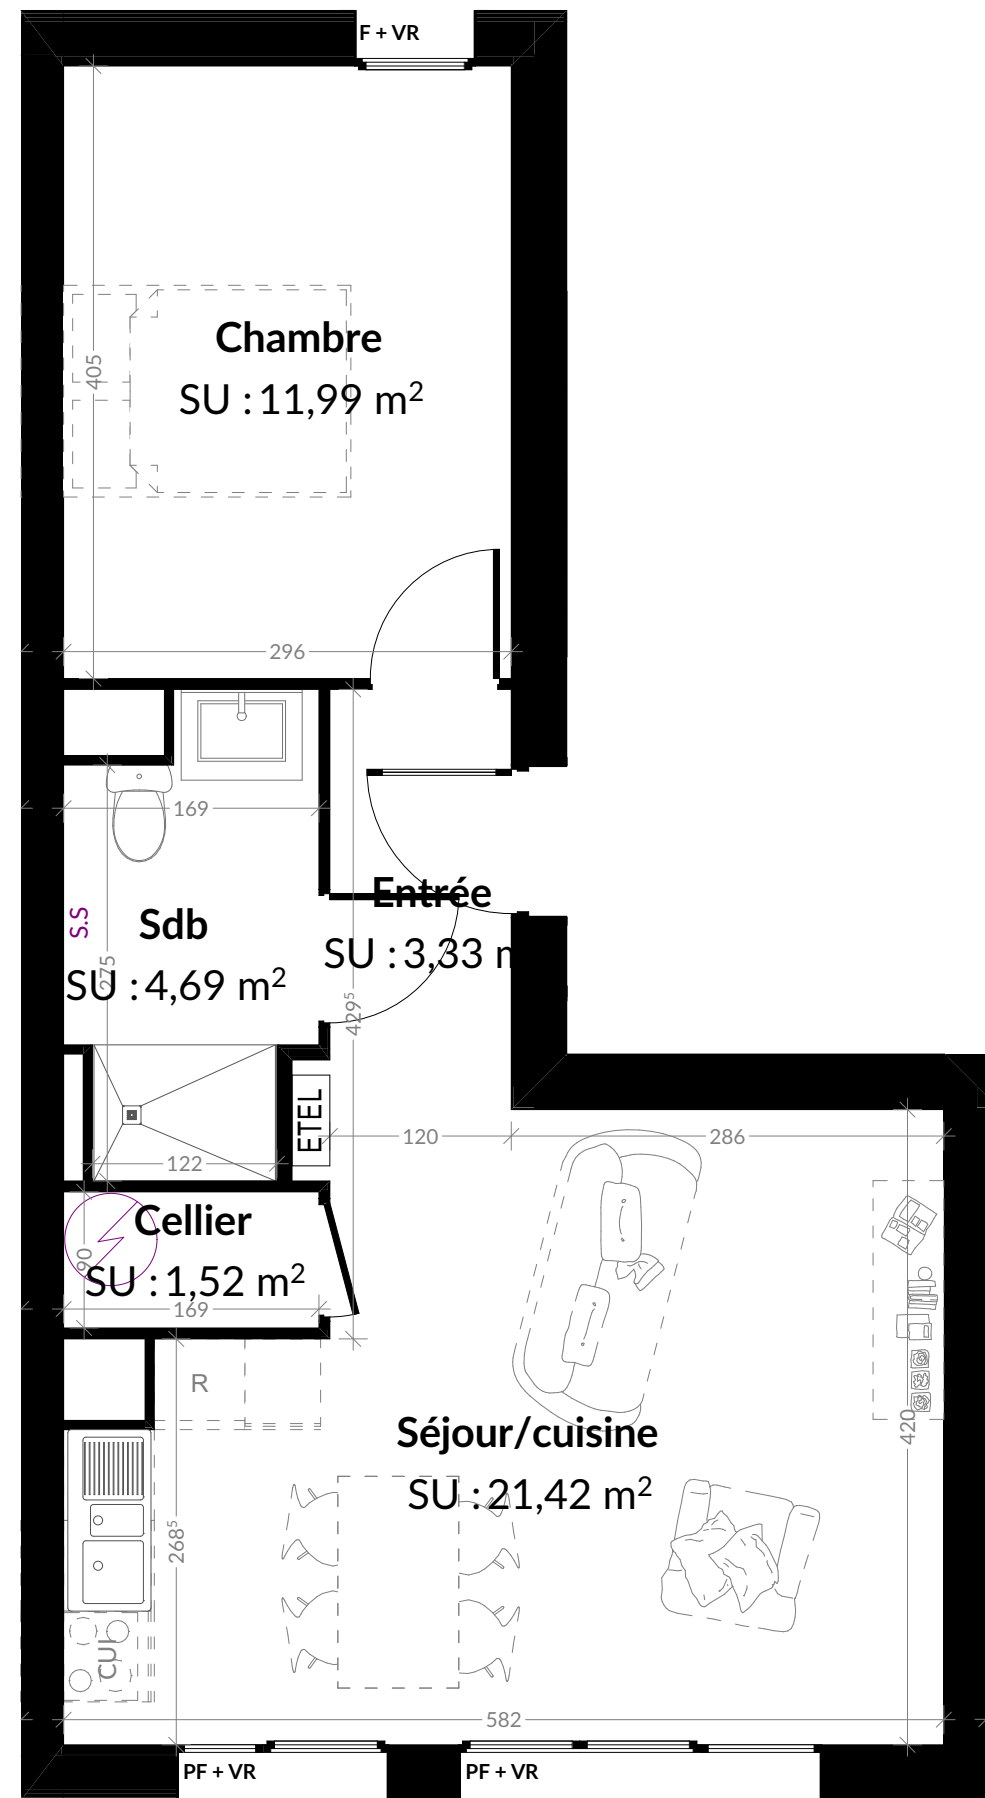 F + VR
Chambre
SU : 11,99 m²
405
296
169
Entrée
SU : 3,33 m
S.S
Sdb
SU : 4,69 m²
275
429⁵
ETEL
120
286
122
Cellier
SU : 1,52 m²
90
169
R
Séjour/cuisine
SU : 21,42 m²
420
268⁵
CUI
582
PF + VR
PF + VR